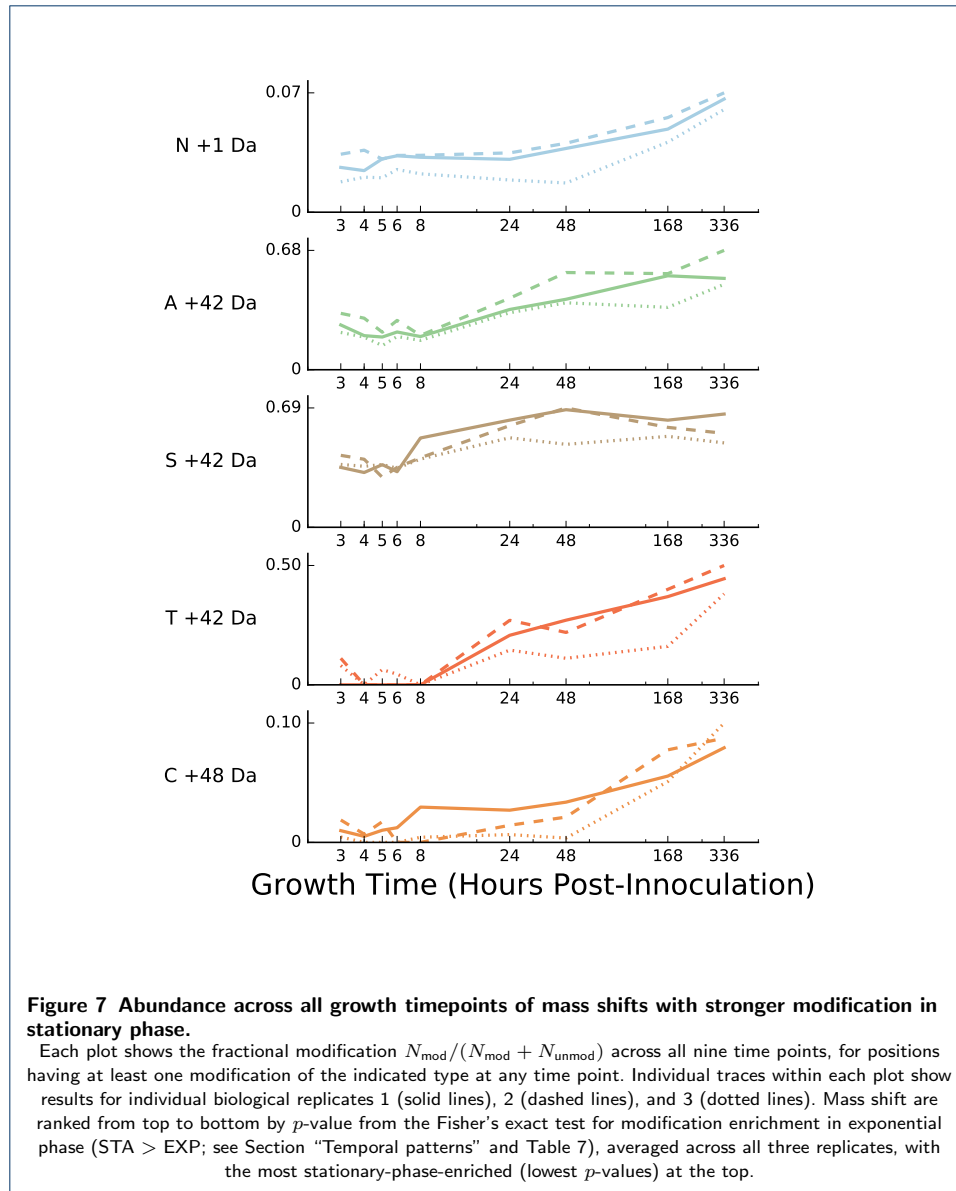 0.07
N +1 Da
0
3 4 5 6 8 24 48 168 336
0.68
A +42 Da
0
3 4 5 6 8 24 48 168 336
0.69
S +42 Da
0
3 4 5 6 8 24 48 168 336
0.50
T +42 Da
0
3 4 5 6 8 24 48 168 336
0.10
C +48 Da
0
3 4 5 6 8 24 48 168 336
Growth Time (Hours Post-Innoculation)
Figure 7 Abundance across all growth timepoints of mass shifts with stronger modification in
stationary phase.
Each plot shows the fractional modification N_mod/(N_mod + N_unmod) across all nine time points, for positions
having at least one modification of the indicated type at any time point. Individual traces within each plot show
results for individual biological replicates 1 (solid lines), 2 (dashed lines), and 3 (dotted lines). Mass shift are
ranked from top to bottom by p-value from the Fisher's exact test for modification enrichment in exponential
phase (STA > EXP; see Section “Temporal patterns” and Table 7), averaged across all three replicates, with
the most stationary-phase-enriched (lowest p-values) at the top.